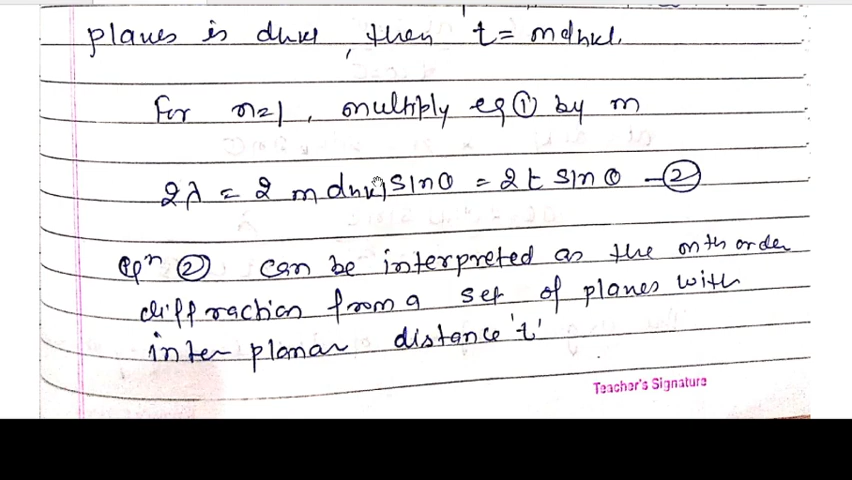 planes is dhkl, then t = mdhkl.
For n=1, multiply eq ① by m
2λ = 2 m dhkl sinθ = 2t sinθ -②
eqⁿ ② can be interpreted as the mth order
diffraction from a set of planes with
inter planar distance 't'
Teacher's Signature